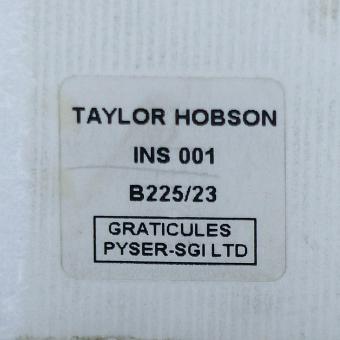 TAYLOR HOBSON
INS 001
B225/23
GRATICULES
PYSER-SGI LTD